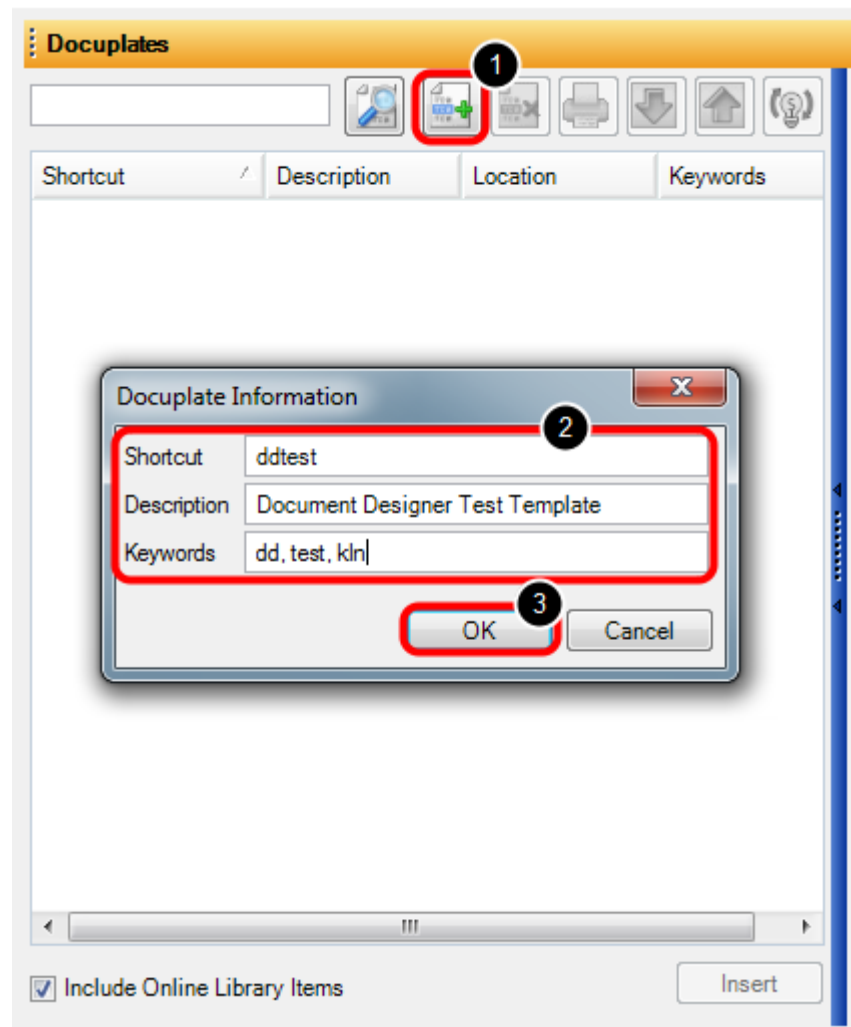 Docuplates
1
Shortcut Description Location Keywords
Docuplate Information
2
Shortcut ddtest
Description Document Designer Test Template
Keywords dd, test, kln
3
OK Cancel
Include Online Library Items Insert